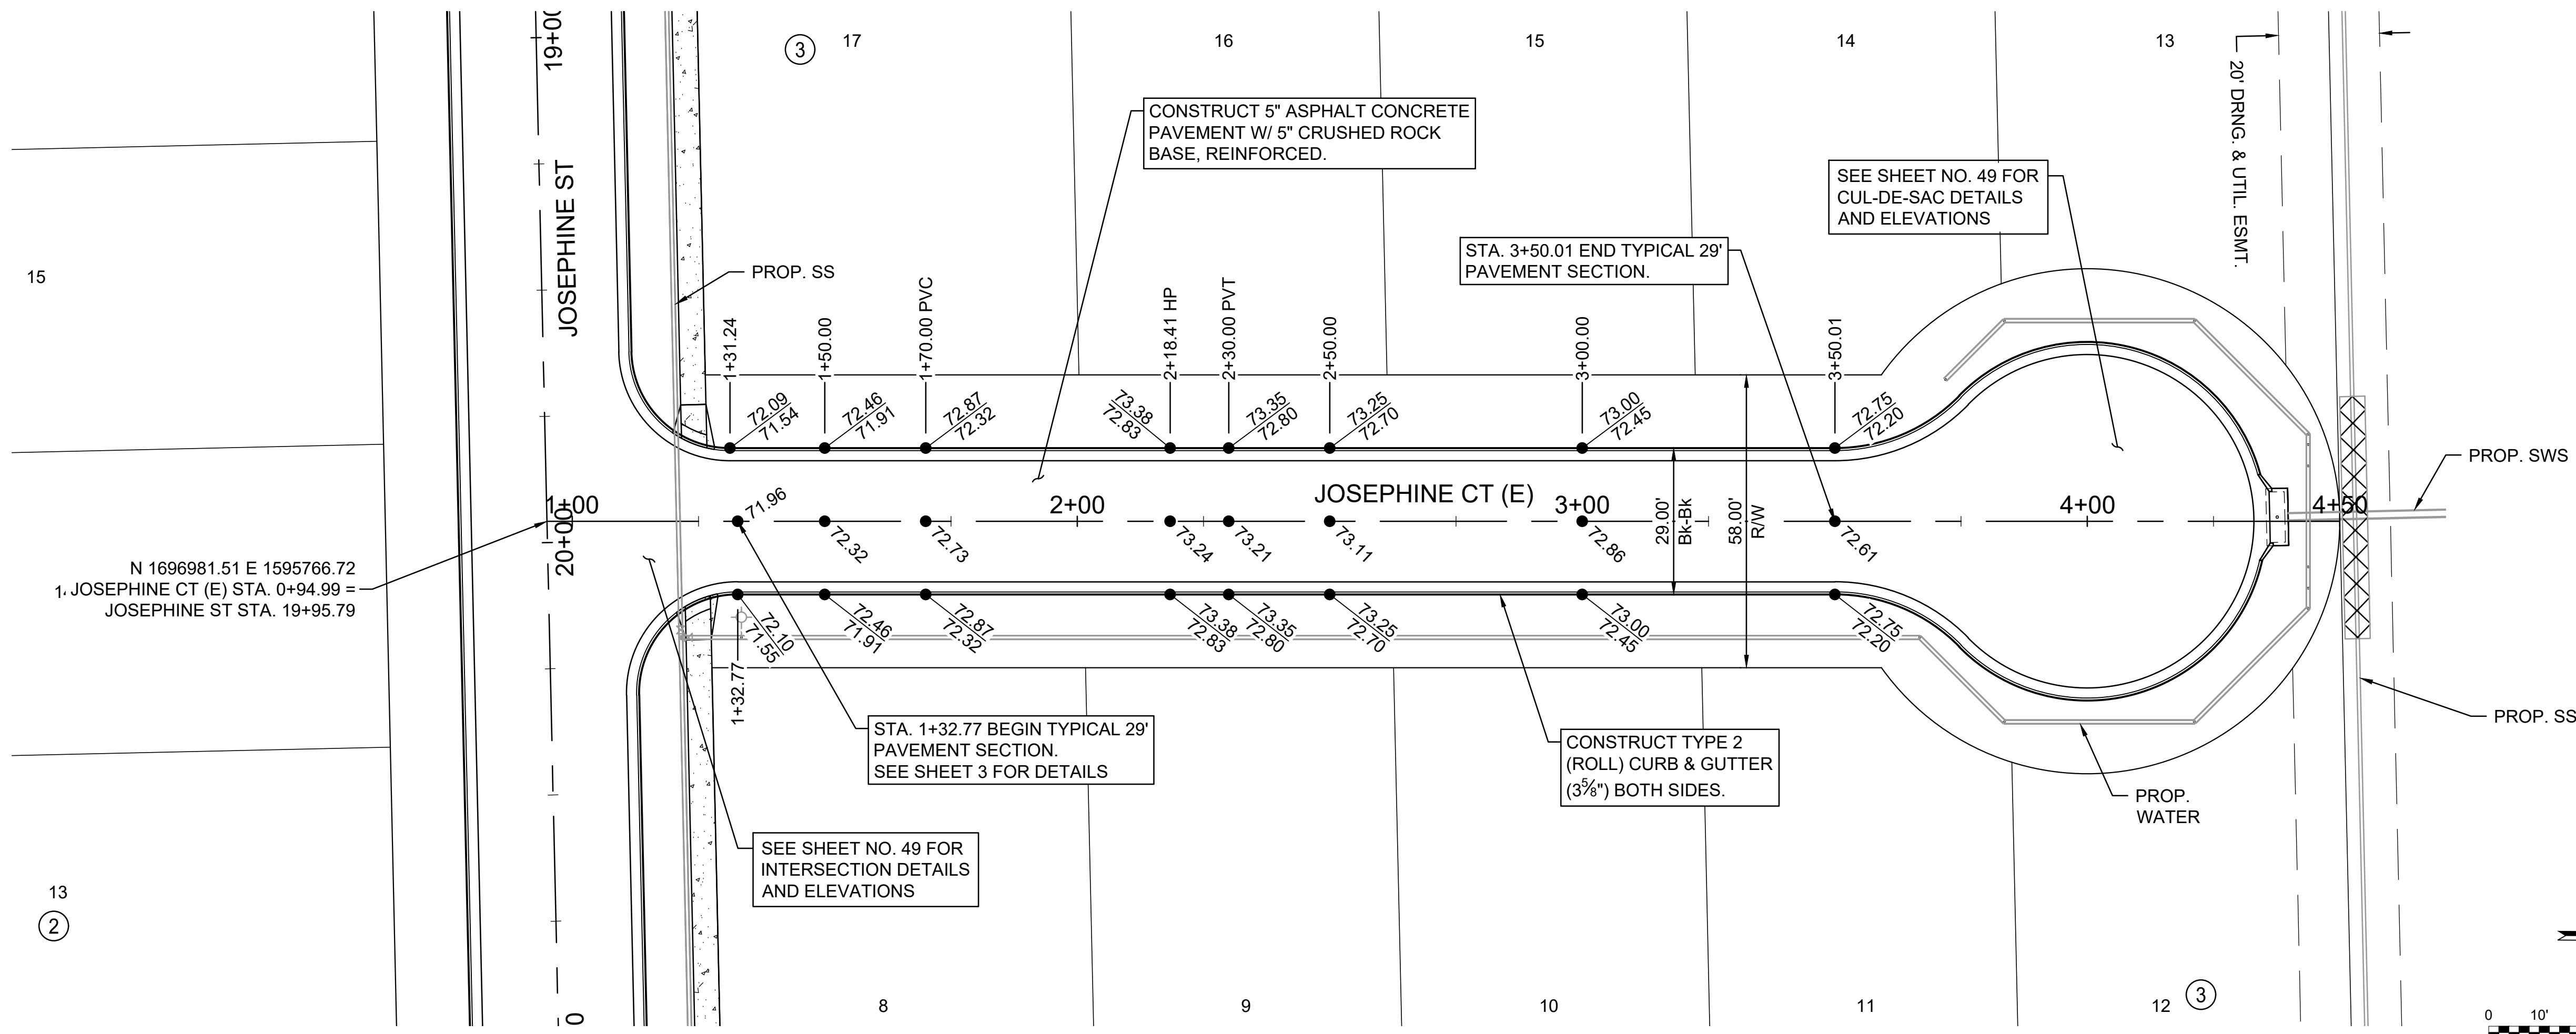 19+00
JOSEPHINE ST
20+00
0
15
13
2
3
17
16
15
14
13
20' DRNG. & UTIL. ESMT.
CONSTRUCT 5" ASPHALT CONCRETE
PAVEMENT W/ 5" CRUSHED ROCK
BASE, REINFORCED.
SEE SHEET NO. 49 FOR
CUL-DE-SAC DETAILS
AND ELEVATIONS
STA. 3+50.01 END TYPICAL 29'
PAVEMENT SECTION.
PROP. SS
1+31.24
1+50.00
1+70.00 PVC
2+18.41 HP
2+30.00 PVT
2+50.00
3+00.00
3+50.01
72.09
71.54
72.46
71.91
72.87
72.32
73.38
72.83
73.35
72.80
73.25
72.70
73.00
72.45
72.75
72.20
PROP. SWS
JOSEPHINE CT (E)
1+00
2+00
3+00
4+00
4+50
71.96
72.32
72.73
73.24
73.21
73.11
72.86
72.61
29.00'
Bk-Bk
58.00'
R/W
N 1696981.51 E 1595766.72
JOSEPHINE CT (E) STA. 0+94.99 =
JOSEPHINE ST STA. 19+95.79
72.10
71.55
72.46
71.91
72.87
72.32
73.38
72.83
73.35
72.80
73.25
72.70
73.00
72.45
72.75
72.20
1+32.77
STA. 1+32.77 BEGIN TYPICAL 29'
PAVEMENT SECTION.
SEE SHEET 3 FOR DETAILS
CONSTRUCT TYPE 2
(ROLL) CURB & GUTTER
(3⅝") BOTH SIDES.
PROP. SS
PROP.
WATER
SEE SHEET NO. 49 FOR
INTERSECTION DETAILS
AND ELEVATIONS
8
9
10
11
12
3
0 10'